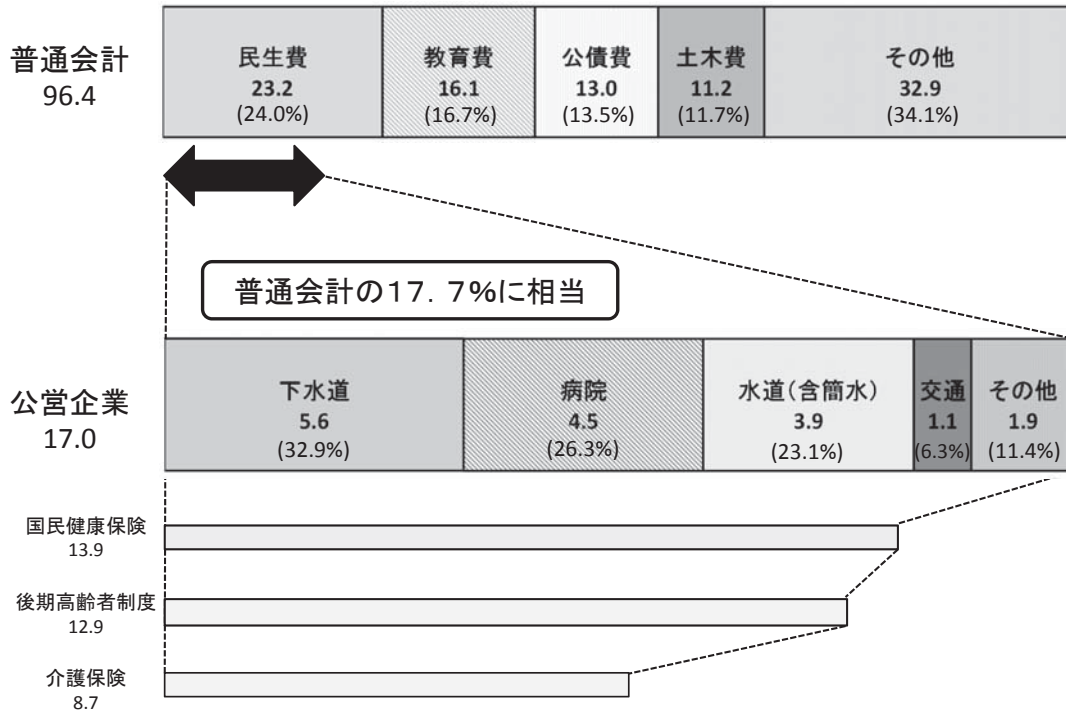 普通会計
96.4
民生費
23.2
(24.0%)
教育費
16.1
(16.7%)
公債費
13.0
(13.5%)
土木費
11.2
(11.7%)
その他
32.9
(34.1%)
普通会計の17．7%に相当
公営企業
17.0
下水道
5.6
(32.9%)
病院
4.5
(26.3%)
水道(含簡水)
3.9
(23.1%)
交通
1.1
(6.3%)
その他
1.9
(11.4%)
国民健康保険
13.9
後期高齢者制度
12.9
介護保険
8.7